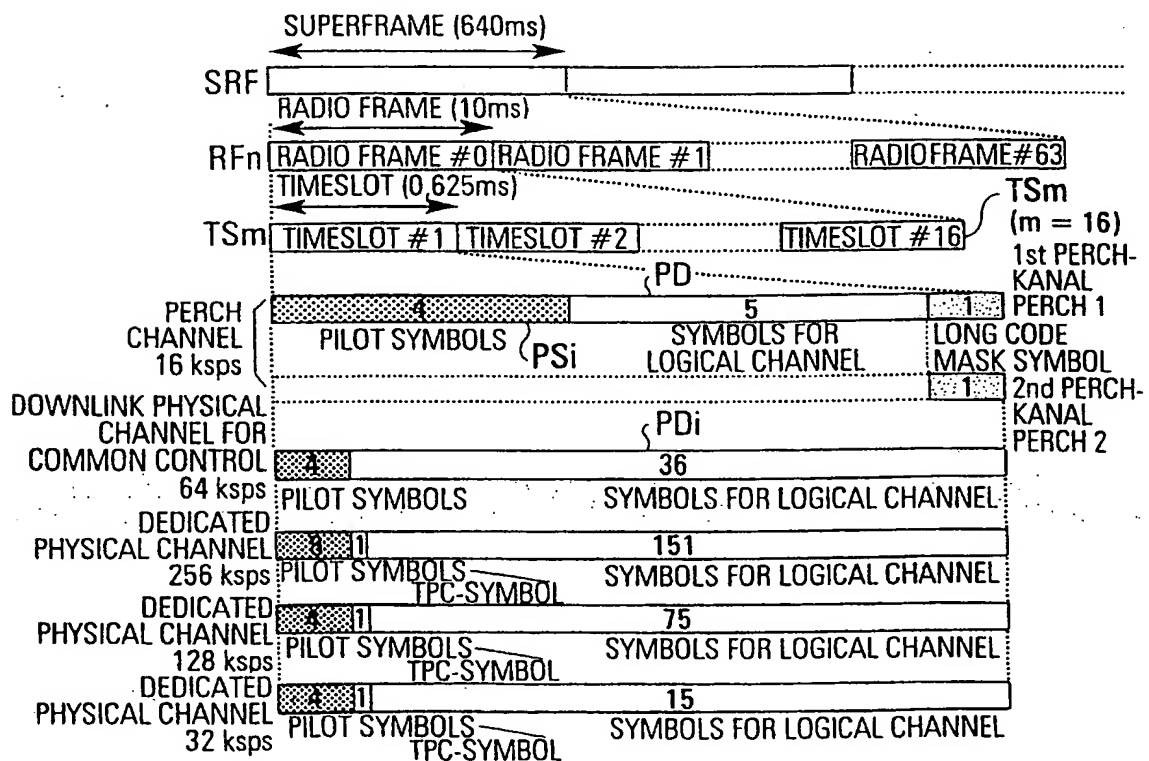 SUPERFRAME (640ms)
SRF
RADIO FRAME (10ms)
RFn RADIO FRAME #0 RADIO FRAME #1 RADIO FRAME #63
TIMESLOT (0,625ms)
TSm
(m = 16)
TSm TIMESLOT #1 TIMESLOT #2 TIMESLOT #16
1st PERCH-
KANAL
PERCH 1
PD
PERCH
CHANNEL
16 ksps
4 5 1
PILOT SYMBOLS
PSi
SYMBOLS FOR
LOGICAL CHANNEL
LONG CODE
MASK SYMBOL
1 2nd PERCH-
KANAL
PERCH 2
DOWNLINK PHYSICAL
CHANNEL FOR
COMMON CONTROL
64 ksps
PDi
4 36
PILOT SYMBOLS SYMBOLS FOR LOGICAL CHANNEL
DEDICATED
PHYSICAL CHANNEL
256 ksps
8 1 151
PILOT SYMBOLS SYMBOLS FOR LOGICAL CHANNEL
TPC-SYMBOL
DEDICATED
PHYSICAL CHANNEL
128 ksps
4 1 75
PILOT SYMBOLS SYMBOLS FOR LOGICAL CHANNEL
TPC-SYMBOL
DEDICATED
PHYSICAL CHANNEL
32 ksps
4 1 15
PILOT SYMBOLS SYMBOLS FOR LOGICAL CHANNEL
TPC-SYMBOL